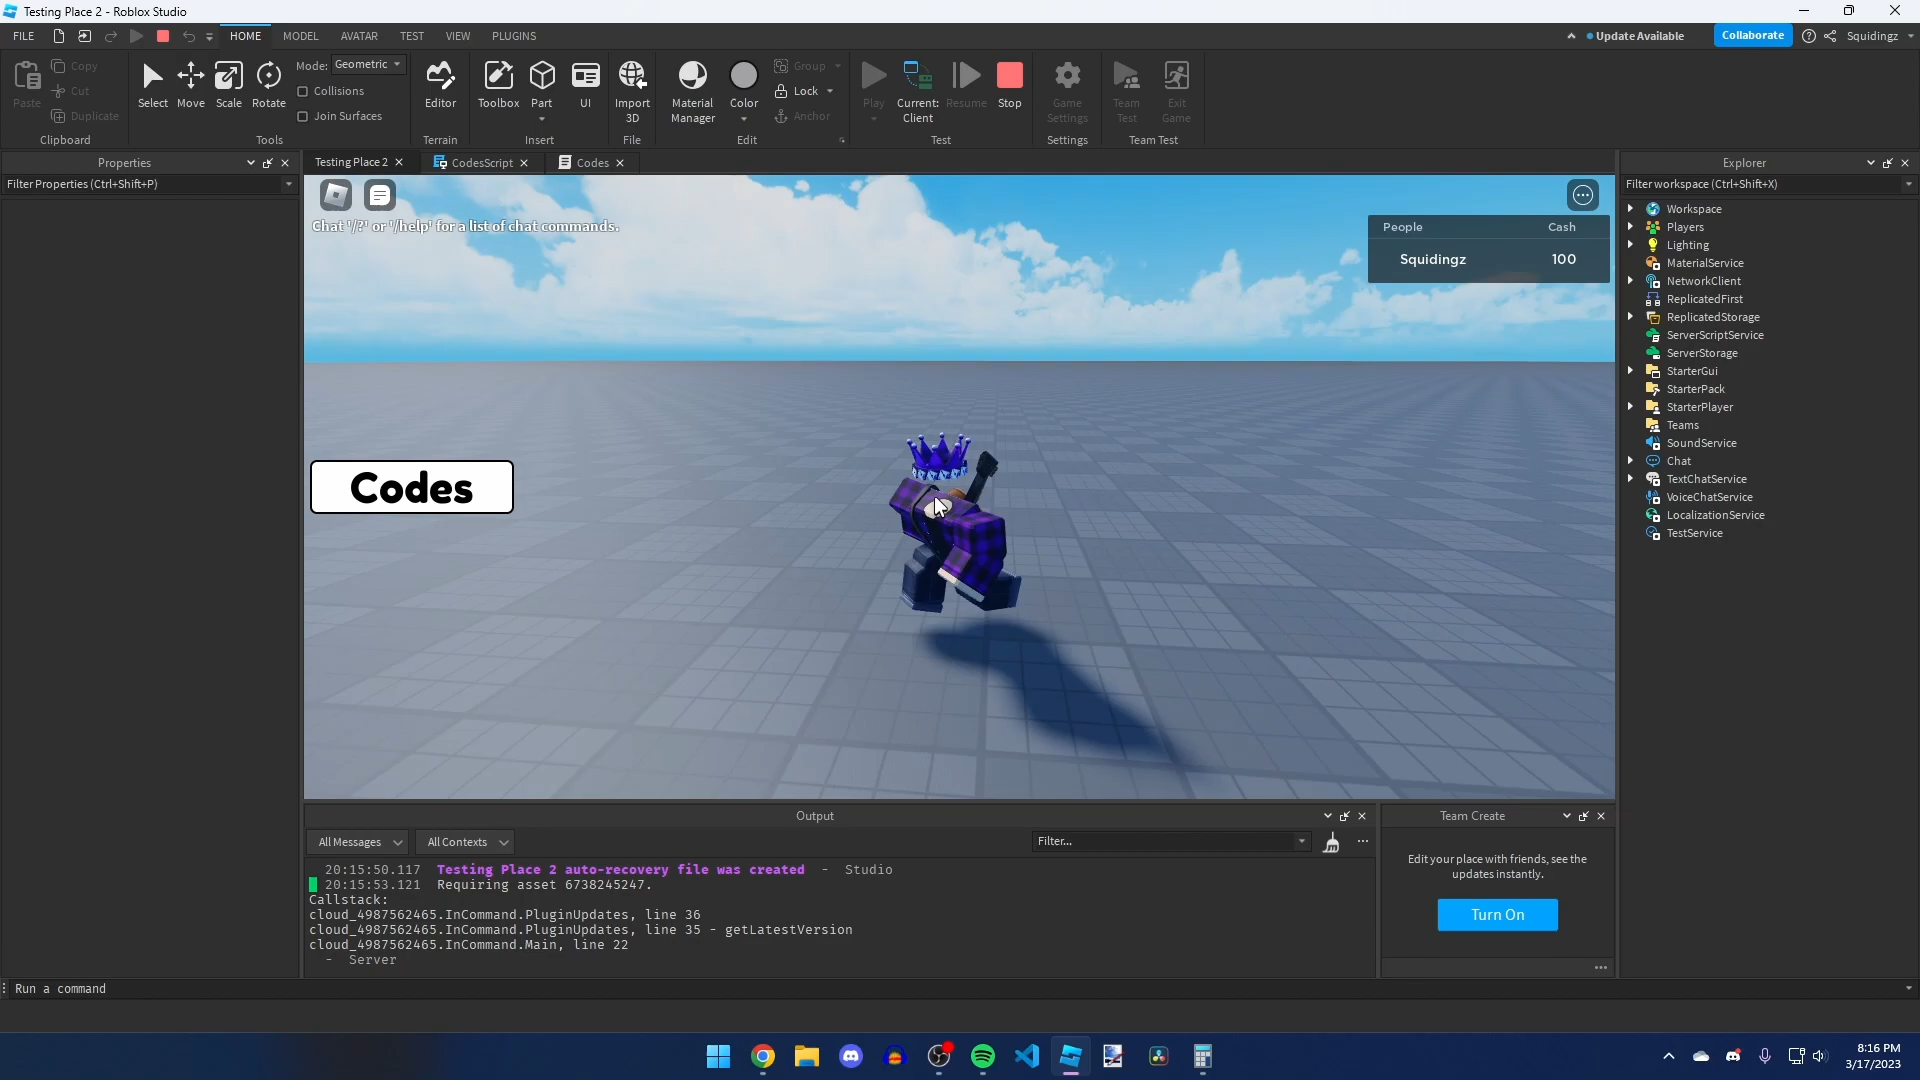 Testing Place 2 - Roblox Studio
FILE HOME MODEL AVATAR TEST VIEW PLUGINS Update Available Collaborate Squidingz
Paste Copy Cut Duplicate Clipboard
Select Move Scale Rotate Mode: Geometric Collisions Join Surfaces Tools
Editor Terrain
Toolbox Part UI Insert
Import 3D File
Material Manager Color Group Lock Anchor Edit
Play Current: Client Resume Stop Test
Game Settings Settings
Team Test Exit Game Team Test
Properties
Filter Properties (Ctrl+Shift+P)
Testing Place 2 CodesScript Codes
Chat '/?' or '/help' for a list of chat commands.
People Cash
Squidingz 100
Codes
Explorer
Filter workspace (Ctrl+Shift+X)
Workspace
Players
Lighting
MaterialService
NetworkClient
ReplicatedFirst
ReplicatedStorage
ServerScriptService
ServerStorage
StarterGui
StarterPack
StarterPlayer
Teams
SoundService
Chat
TextChatService
VoiceChatService
LocalizationService
TestService
Output
All Messages All Contexts Filter...
20:15:50.117 Testing Place 2 auto-recovery file was created - Studio
20:15:53.121 Requiring asset 6738245247.
Callstack:
cloud_4987562465.InCommand.PluginUpdates, line 36
cloud_4987562465.InCommand.PluginUpdates, line 35 - getLatestVersion
cloud_4987562465.InCommand.Main, line 22
- Server
Team Create
Edit your place with friends, see the
updates instantly.
Turn On
Run a command
8:16 PM
3/17/2023